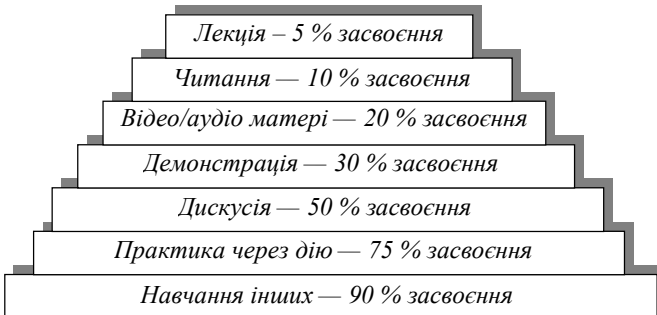 Лекція – 5 % засвоєння
Читання — 10 % засвоєння
Відео/аудіо матері — 20 % засвоєння
Демонстрація — 30 % засвоєння
Дискусія — 50 % засвоєння
Практика через дію — 75 % засвоєння
Навчання інших — 90 % засвоєння